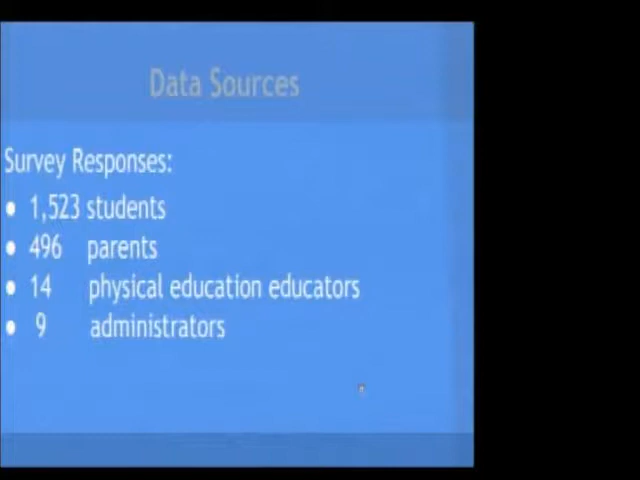 Data Sources
Survey Responses:
• 1,523 students
• 496 parents
• 14 physical education educators
• 9 administrators